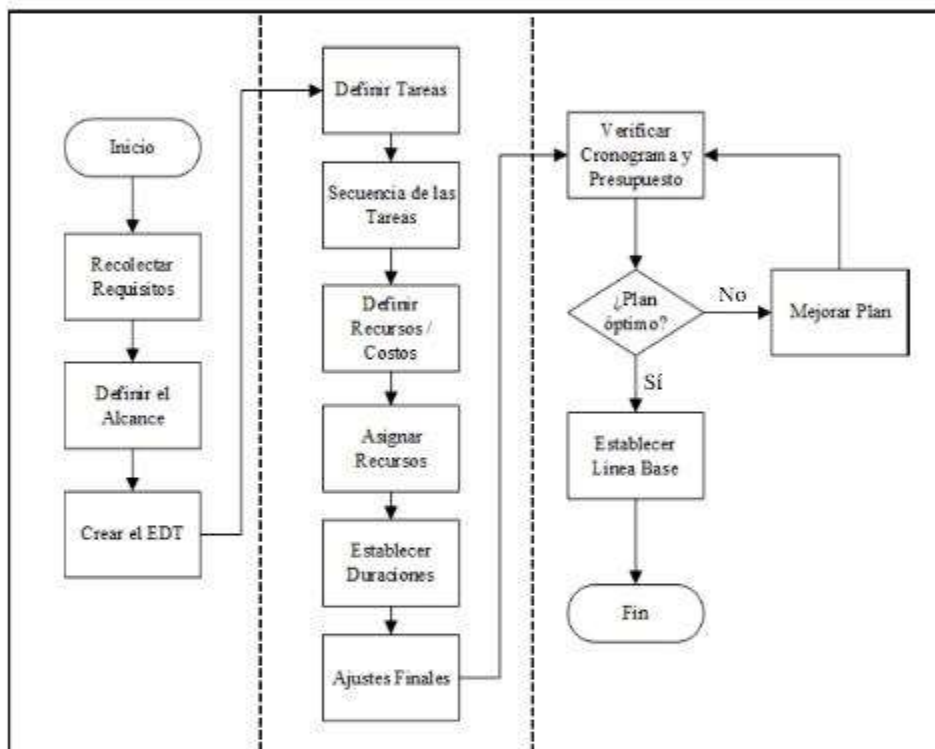 Inicio
Recolectar
Requisitos
Definir el
Alcance
Crear el EDT
Definir Tareas
Secuencia de las
Tareas
Definir
Recursos /
Costos
Asignar
Recursos
Establecer
Duraciones
Ajustes Finales
Verificar
Cronograma y
Presupuesto
¿Plan
óptimo?
No
Mejorar Plan
Sí
Establecer
Línea Base
Fin